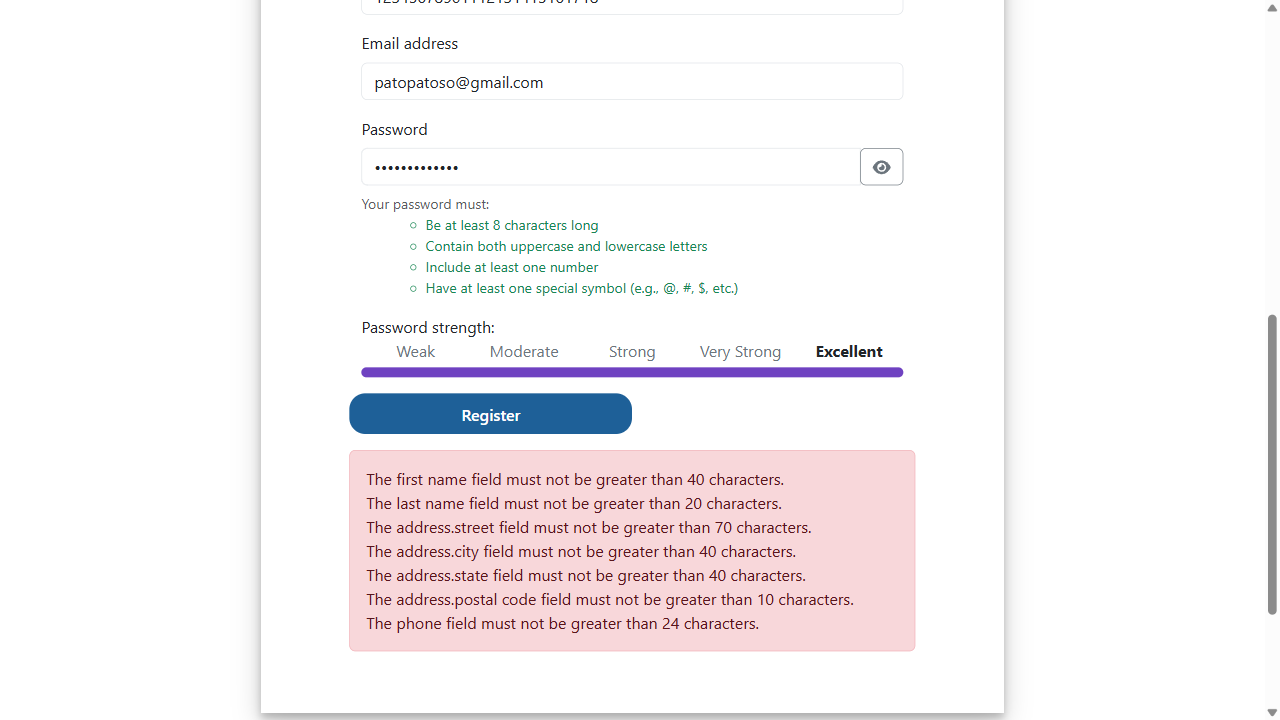 Email address
patopatoso@gmail.com
Password
•••••••••••••
Your password must:
Be at least 8 characters long
Contain both uppercase and lowercase letters
Include at least one number
Have at least one special symbol (e.g., @, #, $, etc.)
Password strength:
Weak Moderate Strong Very Strong Excellent
Register
The first name field must not be greater than 40 characters.
The last name field must not be greater than 20 characters.
The address.street field must not be greater than 70 characters.
The address.city field must not be greater than 40 characters.
The address.state field must not be greater than 40 characters.
The address.postal code field must not be greater than 10 characters.
The phone field must not be greater than 24 characters.